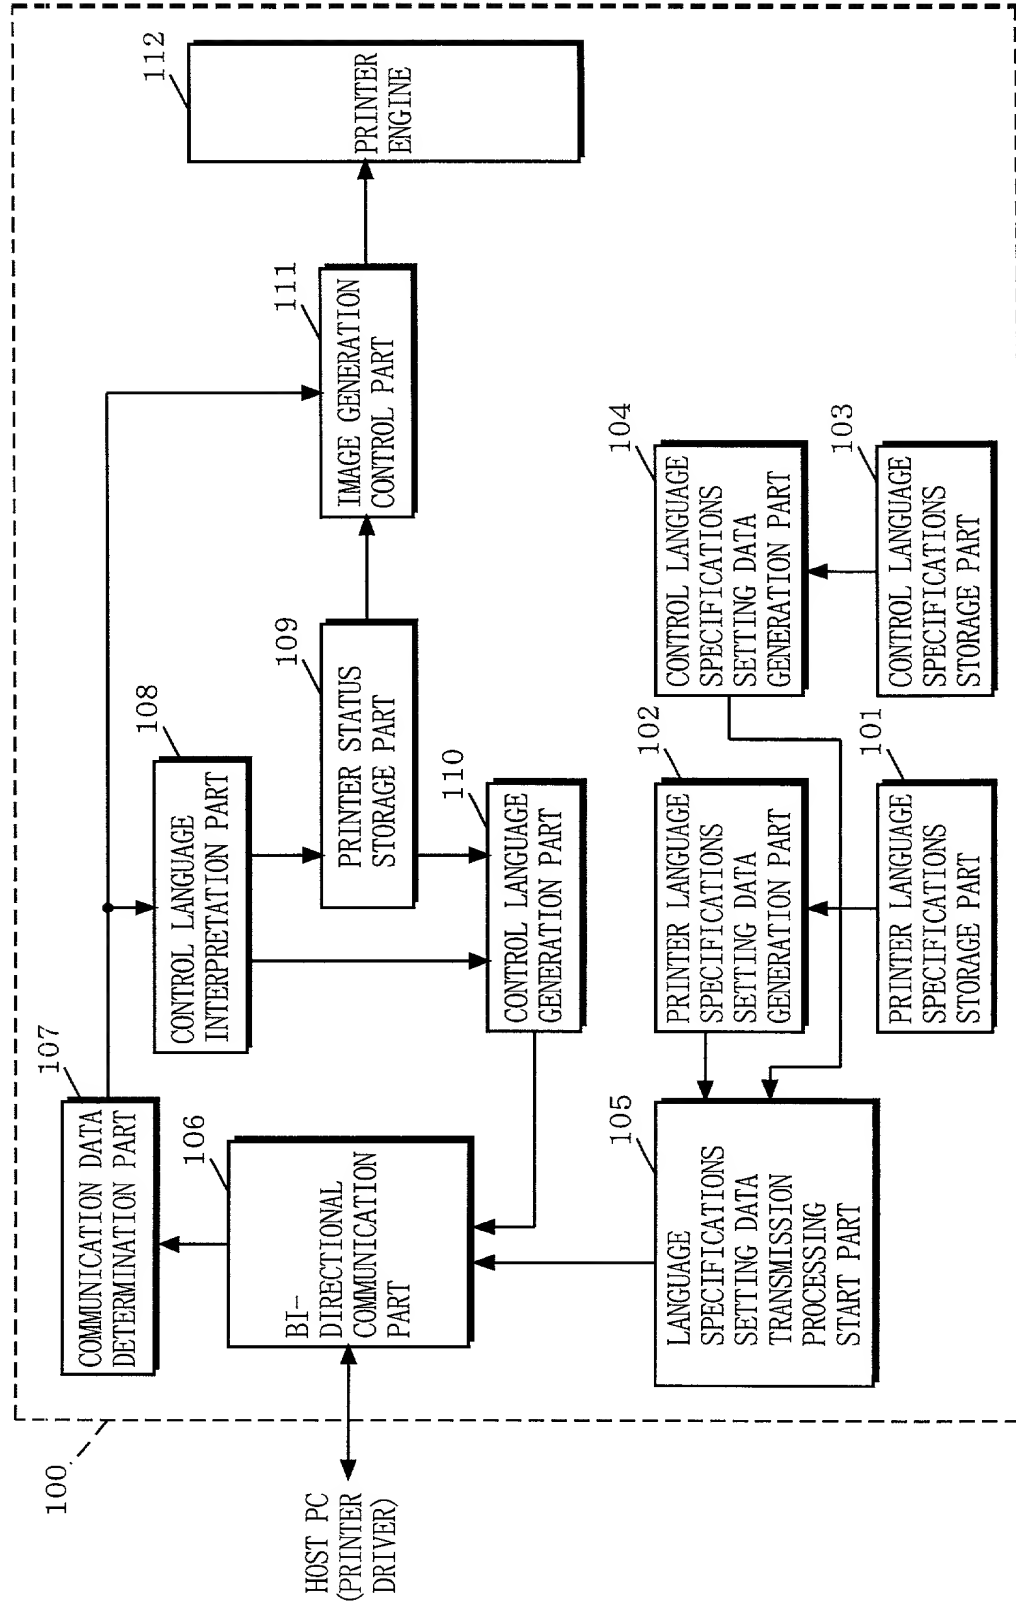 100
HOST PC
(PRINTER
DRIVER)
107
COMMUNICATION DATA
DETERMINATION PART
106
BI-
DIRECTIONAL
COMMUNICATION
PART
105
LANGUAGE
SPECIFICATIONS
SETTING DATA
TRANSMISSION
PROCESSING
START PART
108
CONTROL LANGUAGE
INTERPRETATION PART
109
PRINTER STATUS
STORAGE PART
110
CONTROL LANGUAGE
GENERATION PART
102
PRINTER LANGUAGE
SPECIFICATIONS
SETTING DATA
GENERATION PART
101
PRINTER LANGUAGE
SPECIFICATIONS
STORAGE PART
111
IMAGE GENERATION
CONTROL PART
104
CONTROL LANGUAGE
SPECIFICATIONS
SETTING DATA
GENERATION PART
103
CONTROL LANGUAGE
SPECIFICATIONS
STORAGE PART
112
PRINTER
ENGINE